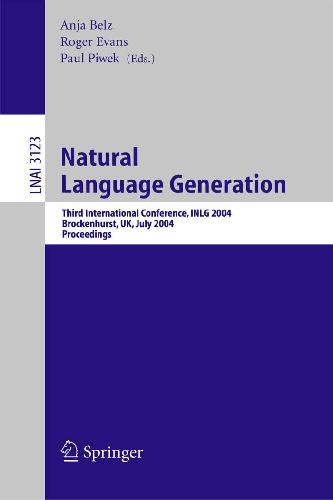 Anja Belz
Roger Evans
Paul Piwek (Eds.)
LNAI 3123
Natural
Language Generation
Third International Conference, INLG 2004
Brockenhurst, UK, July 2004
Proceedings
Springer